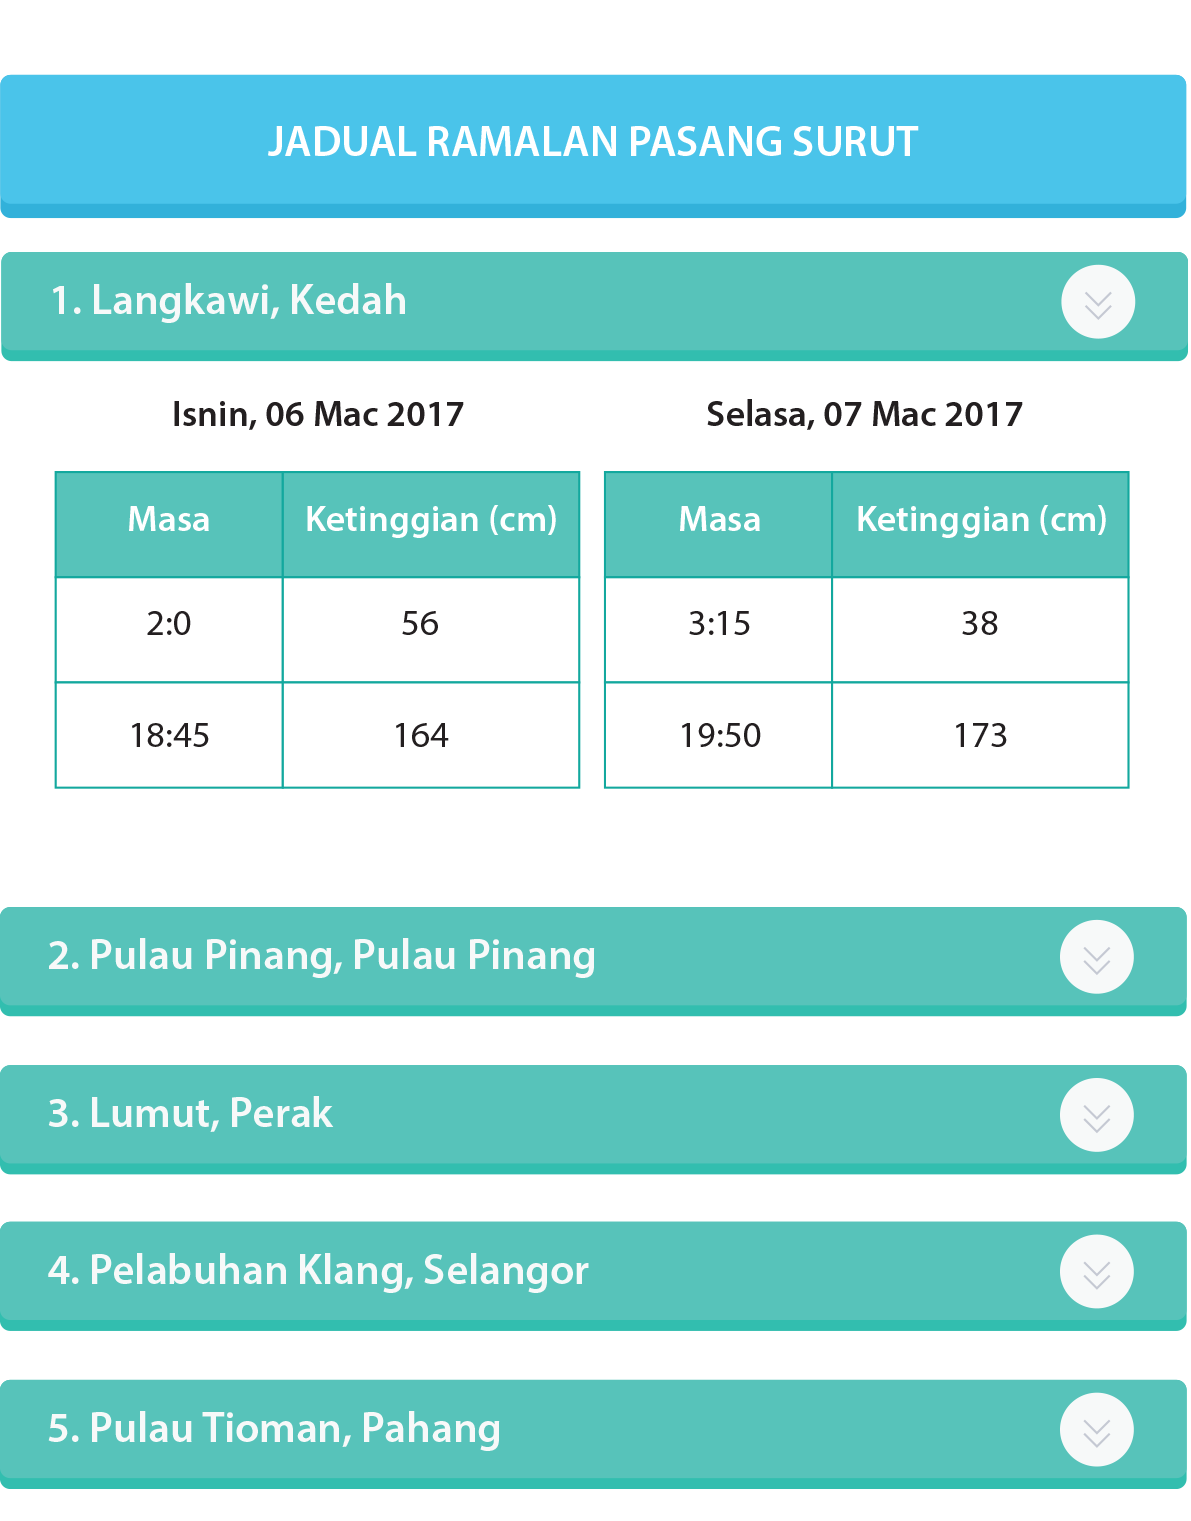 JADUAL RAMALAN PASANG SURUT
1. Langkawi, Kedah
Isnin, 06 Mac 2017
Masa Ketinggian (cm)
2:0 56
18:45 164
Selasa, 07 Mac 2017
Masa Ketinggian (cm)
3:15 38
19:50 173
2. Pulau Pinang, Pulau Pinang
3. Lumut, Perak
4. Pelabuhan Klang, Selangor
5. Pulau Tioman, Pahang